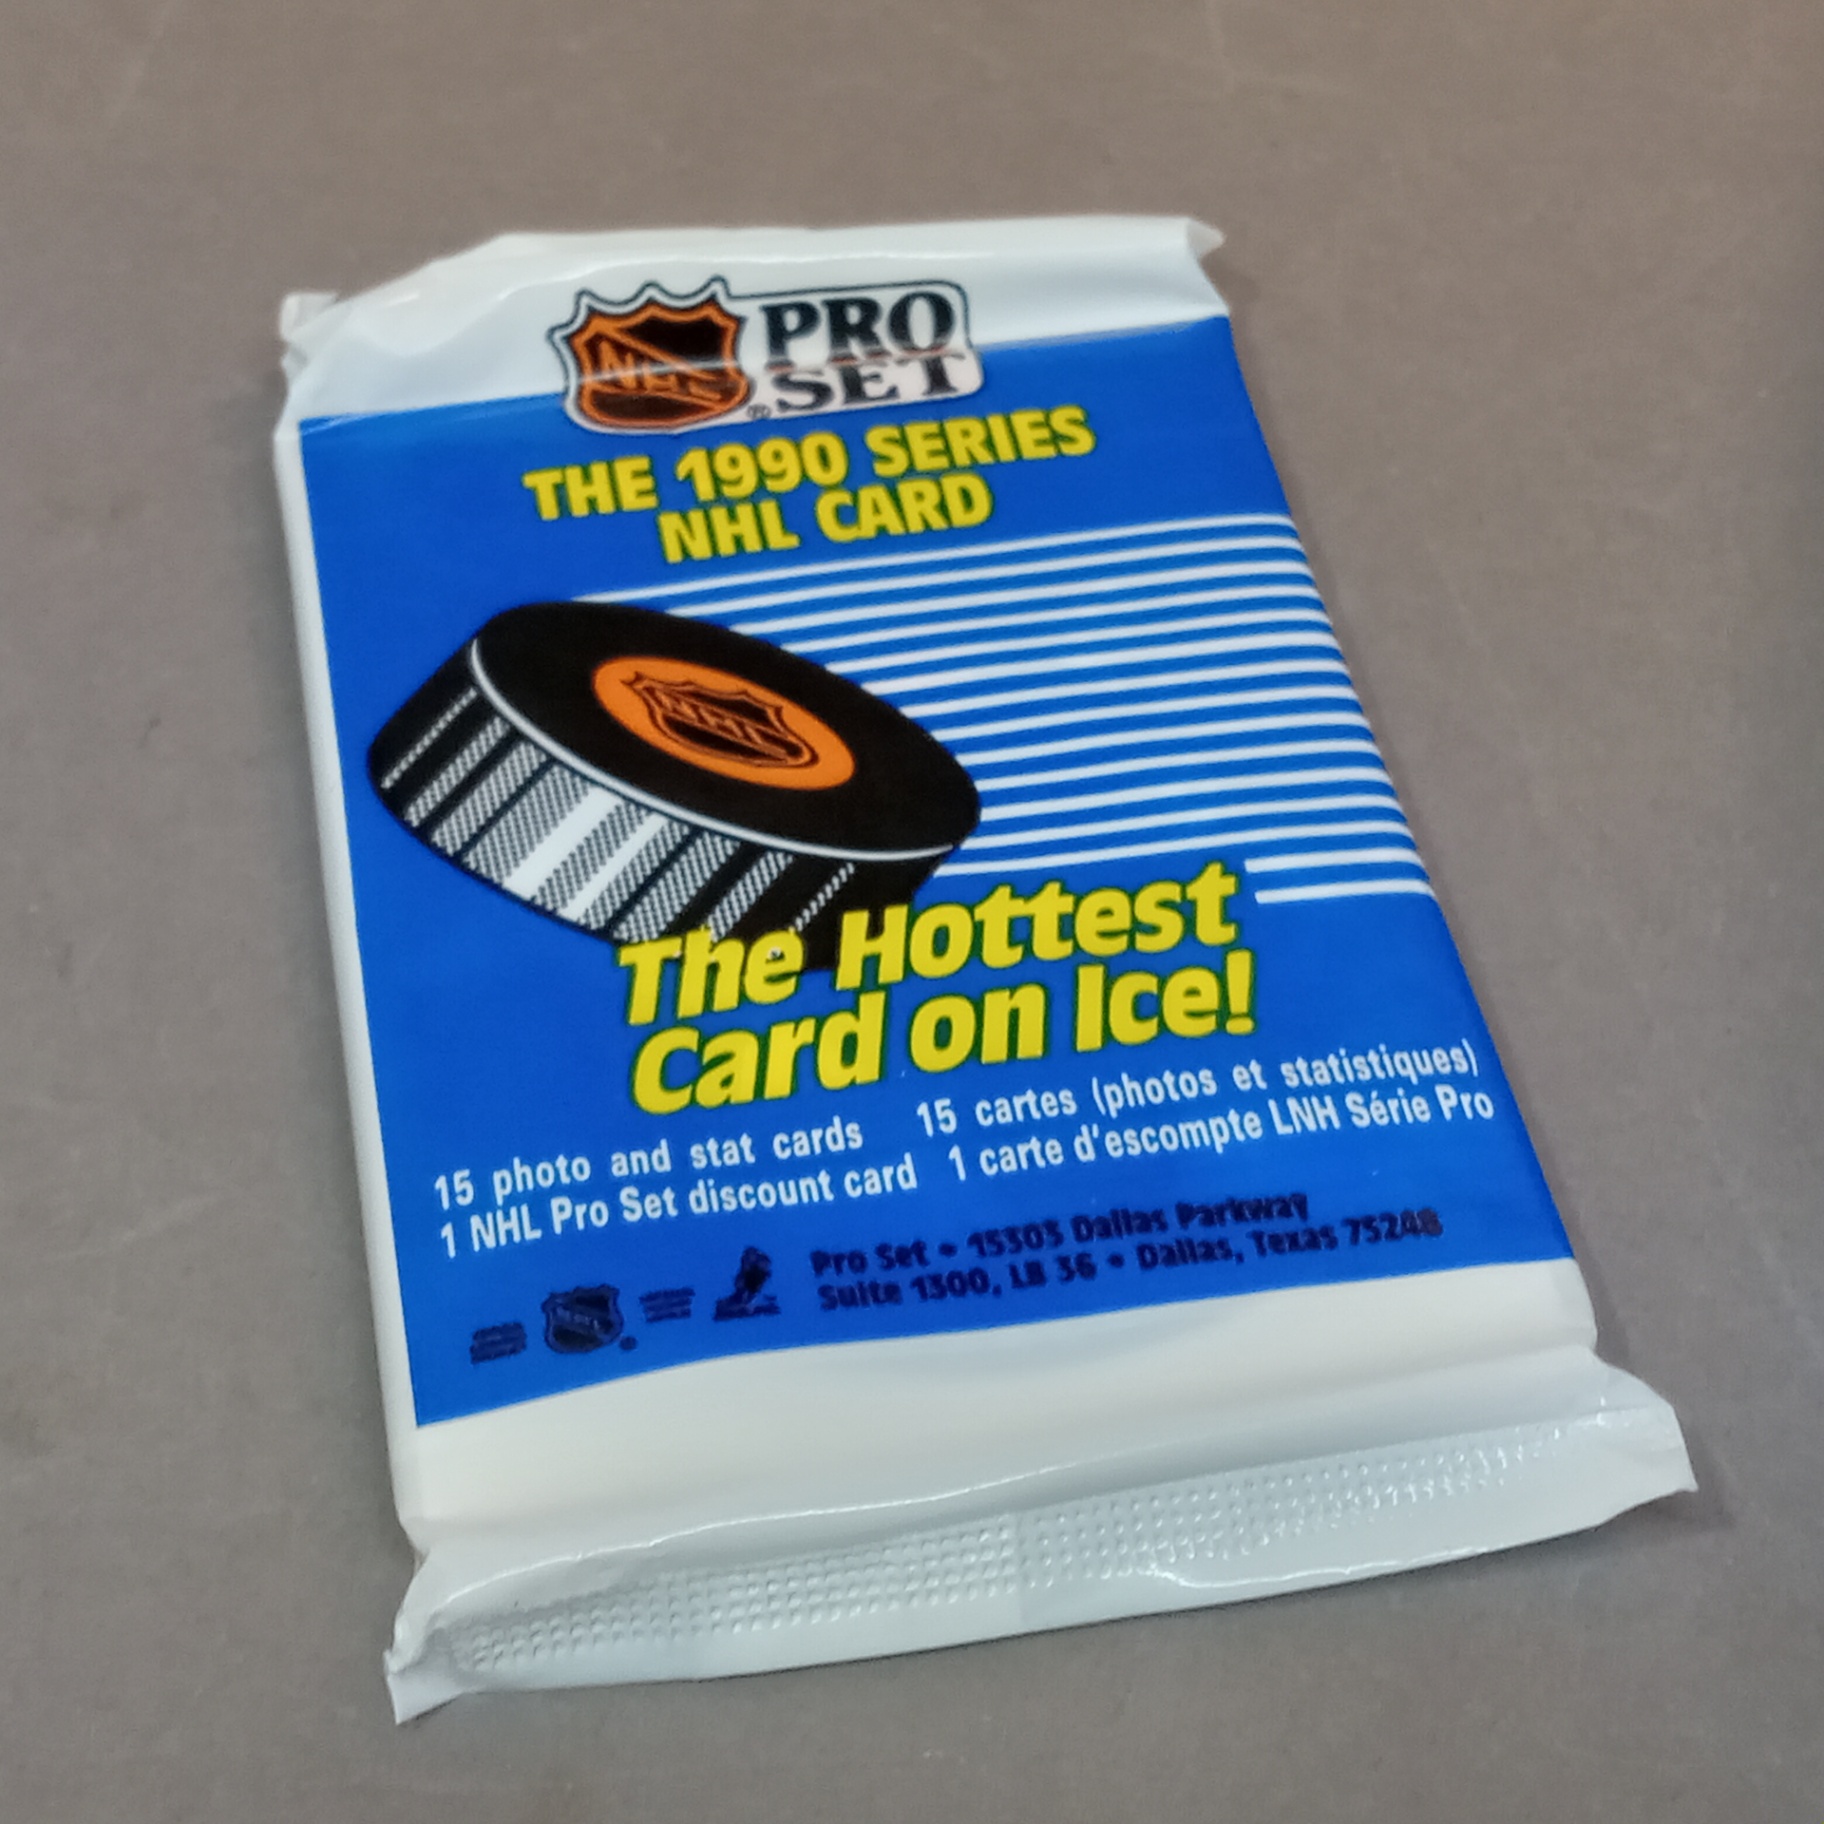 NHL PRO
® SET
THE 1990 SERIES
NHL CARD
NHL
The Hottest
Card on Ice!
15 photo and stat cards
1 NHL Pro Set discount card
15 cartes (photos et statistiques)
1 carte d'escompte LNH Série Pro
Pro Set • 15303 Dallas Parkway
Suite 1300, LB 36 • Dallas, Texas 75248